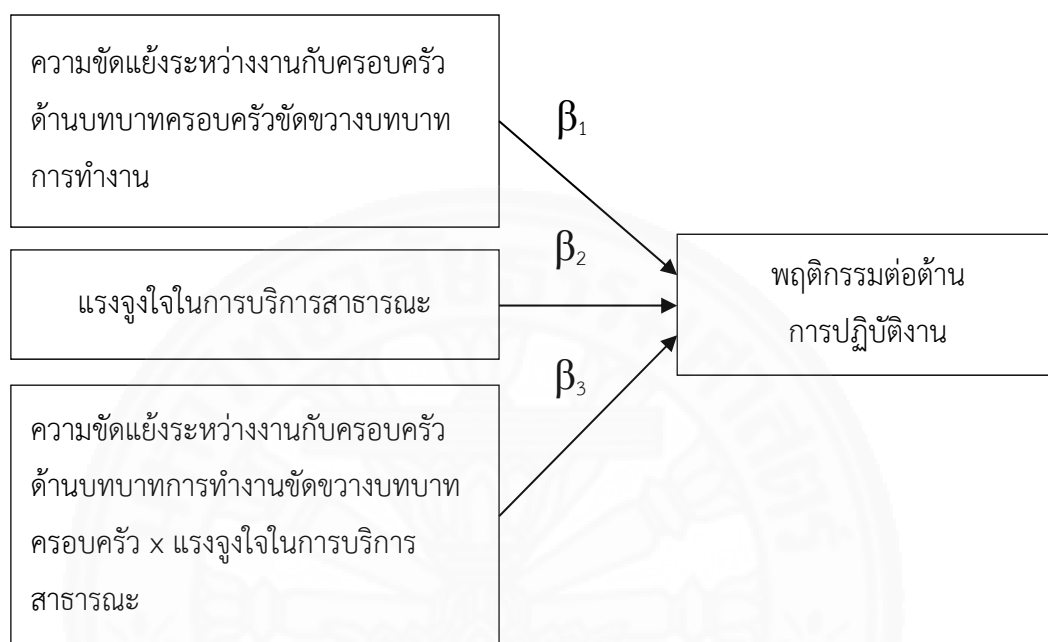 ความขัดแย้งระหว่างงานกับครอบครัว
ด้านบทบาทครอบครัวขัดขวางบทบาท
การทำงาน
β₁
แรงจูงใจในการบริการสาธารณะ
β₂
ความขัดแย้งระหว่างงานกับครอบครัว
ด้านบทบาทการทำงานขัดขวางบทบาท
ครอบครัว x แรงจูงใจในการบริการ
สาธารณะ
β₃
พฤติกรรมต่อต้าน
การปฏิบัติงาน